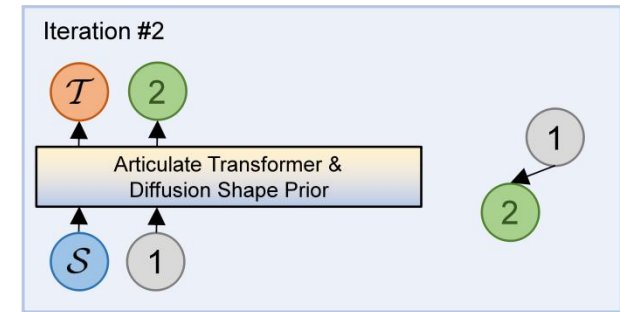 Iteration #2
𝒯 2
Articulate Transformer &
Diffusion Shape Prior
𝒮 1
1
2